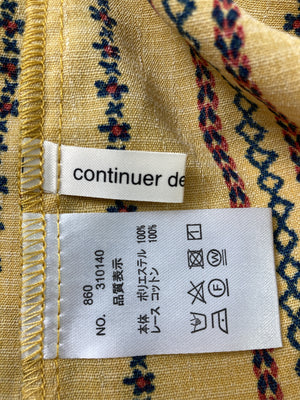 continuer de
860
NO. 310140
品質表示
本体 ポリエステル 100%
レース コットン 100%